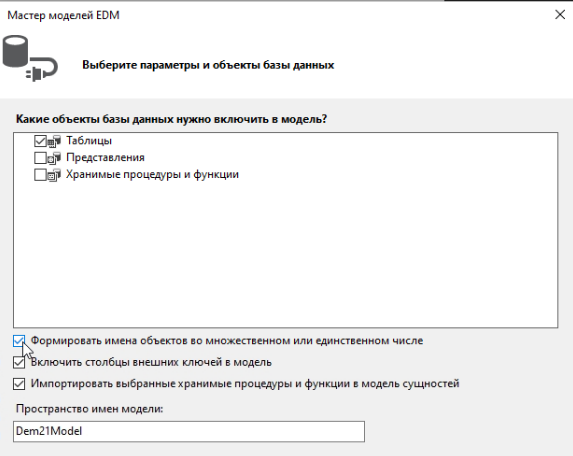 Мастер моделей EDM
Выберите параметры и объекты базы данных
Какие объекты базы данных нужно включить в модель?
Таблицы
Представления
Хранимые процедуры и функции
Формировать имена объектов во множественном или единственном числе
Включить столбцы внешних ключей в модель
Импортировать выбранные хранимые процедуры и функции в модель сущностей
Пространство имен модели:
Dem21Model